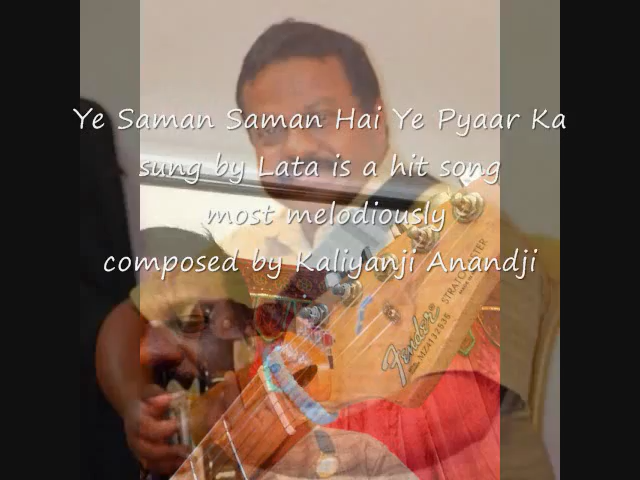 Ye Saman Saman Hai Ye Pyaar Ka
sung by Lata is a hit song
most melodiously
composed by Kaliyanji Anandji
Fender
STRATOCASTER